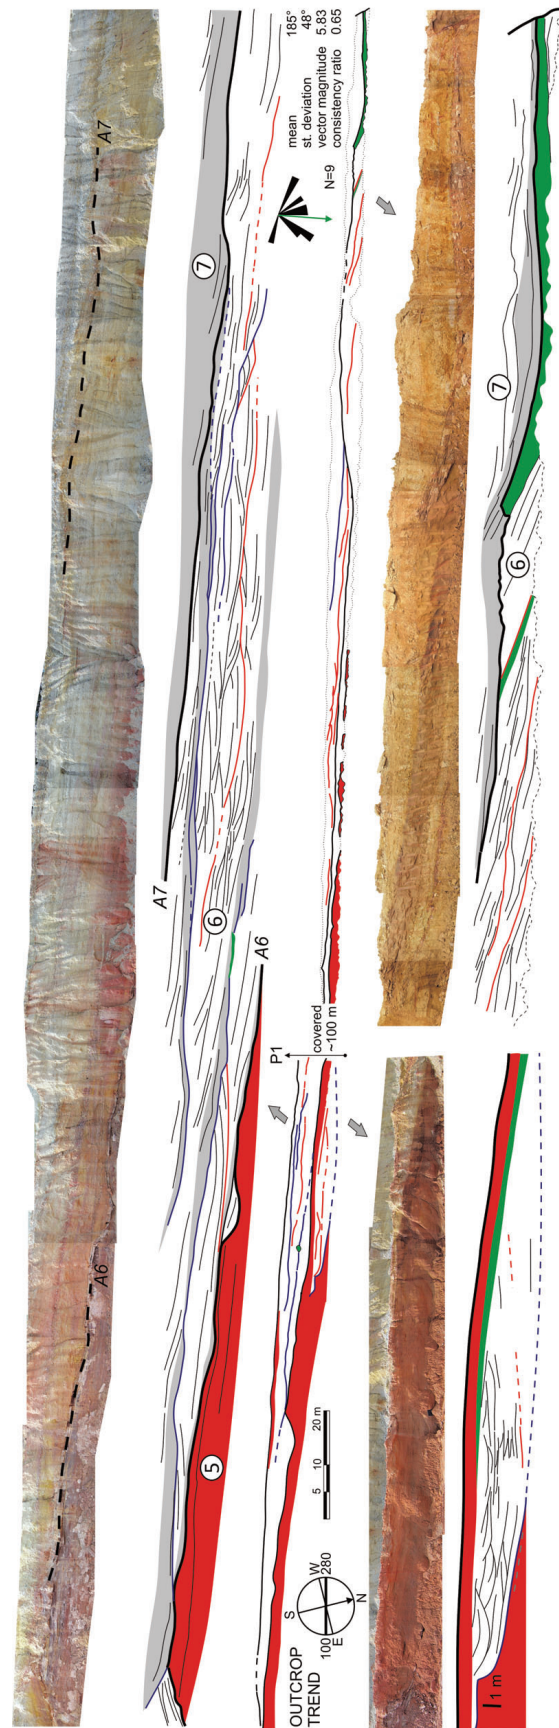 A6
A7
A7
7
6
A6
5
mean 185°
st. deviation 48°
vector magnitude 5.83
consistency ratio 0.65
N=9
P1
covered
~100 m
OUTCROP
TREND
S
W
280
N
E
100
5 10 20 m
7
6
1 m